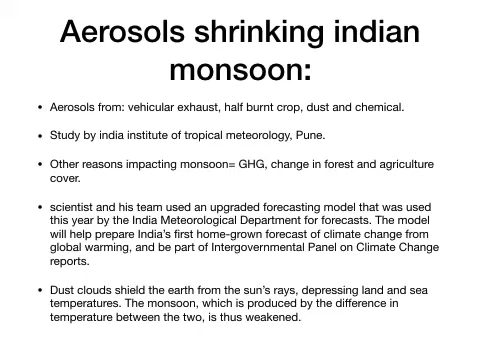 Aerosols shrinking indian
monsoon:
• Aerosols from: vehicular exhaust, half burnt crop, dust and chemical.
• Study by india institute of tropical meteorology, Pune.
• Other reasons impacting monsoon= GHG, change in forest and agriculture
cover.
• scientist and his team used an upgraded forecasting model that was used
this year by the India Meteorological Department for forecasts. The model
will help prepare India's first home-grown forecast of climate change from
global warming, and be part of Intergovernmental Panel on Climate Change
reports.
• Dust clouds shield the earth from the sun's rays, depressing land and sea
temperatures. The monsoon, which is produced by the difference in
temperature between the two, is thus weakened.